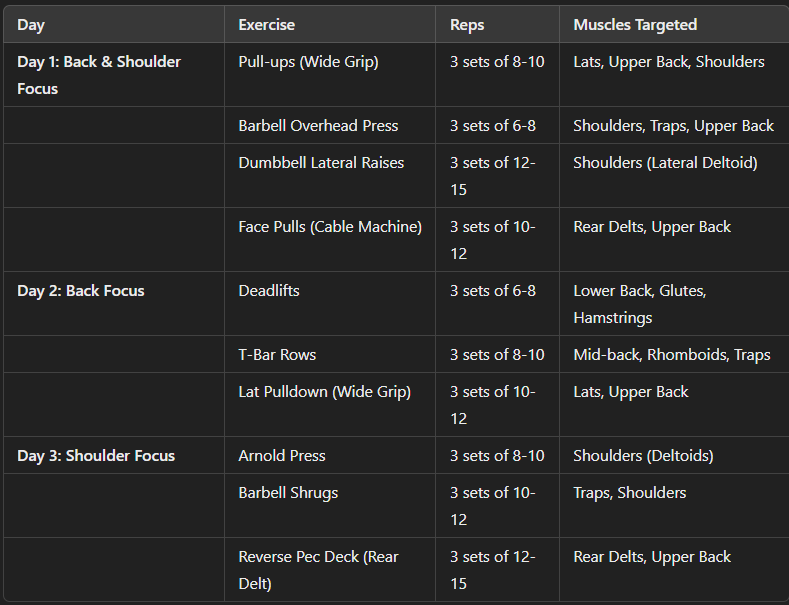 Day Exercise Reps Muscles Targeted
Day 1: Back & Shoulder Focus Pull-ups (Wide Grip) 3 sets of 8-10 Lats, Upper Back, Shoulders
Barbell Overhead Press 3 sets of 6-8 Shoulders, Traps, Upper Back
Dumbbell Lateral Raises 3 sets of 12-15 Shoulders (Lateral Deltoid)
Face Pulls (Cable Machine) 3 sets of 10-12 Rear Delts, Upper Back
Day 2: Back Focus Deadlifts 3 sets of 6-8 Lower Back, Glutes, Hamstrings
T-Bar Rows 3 sets of 8-10 Mid-back, Rhomboids, Traps
Lat Pulldown (Wide Grip) 3 sets of 10-12 Lats, Upper Back
Day 3: Shoulder Focus Arnold Press 3 sets of 8-10 Shoulders (Deltoids)
Barbell Shrugs 3 sets of 10-12 Traps, Shoulders
Reverse Pec Deck (Rear Delt) 3 sets of 12-15 Rear Delts, Upper Back